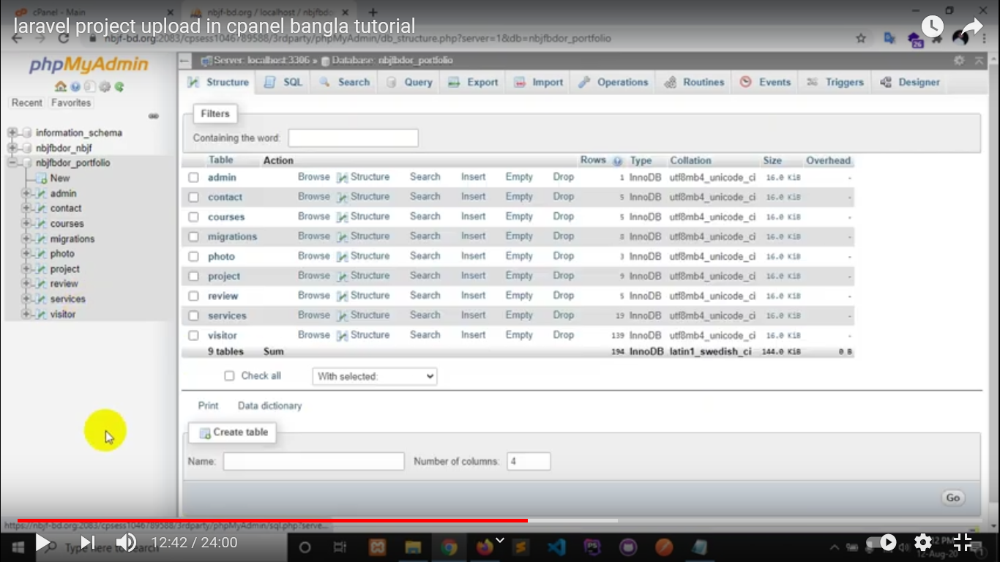 cPanel - Main
nbjf-bd.org / localhost / nbjfbdo
laravel project upload in cpanel bangla tutorial
nbjf-bd.org:2083/cpsess1046789588/3rdparty/phpMyAdmin/db_structure.php?server=1&db=nbjfbdor_portfolio
26
phpMyAdmin
Server: localhost:3306 » Database: nbjfbdor_portfolio
Structure SQL Search Query Export Import Operations Routines Events Triggers Designer
Recent Favorites
information_schema
nbjfbdor_nbjf
nbjfbdor_portfolio
New
admin
contact
courses
migrations
photo
project
review
services
visitor
Filters
Containing the word:
Table Action Rows Type Collation Size Overhead
admin Browse Structure Search Insert Empty Drop 1 InnoDB utf8mb4_unicode_ci 16.0 KiB -
contact Browse Structure Search Insert Empty Drop 5 InnoDB utf8mb4_unicode_ci 16.0 KiB -
courses Browse Structure Search Insert Empty Drop 5 InnoDB utf8mb4_unicode_ci 16.0 KiB -
migrations Browse Structure Search Insert Empty Drop 8 InnoDB utf8mb4_unicode_ci 16.0 KiB -
photo Browse Structure Search Insert Empty Drop 3 InnoDB utf8mb4_unicode_ci 16.0 KiB -
project Browse Structure Search Insert Empty Drop 9 InnoDB utf8mb4_unicode_ci 16.0 KiB -
review Browse Structure Search Insert Empty Drop 5 InnoDB utf8mb4_unicode_ci 16.0 KiB -
services Browse Structure Search Insert Empty Drop 19 InnoDB utf8mb4_unicode_ci 16.0 KiB -
visitor Browse Structure Search Insert Empty Drop 139 InnoDB utf8mb4_unicode_ci 16.0 KiB -
9 tables Sum 194 InnoDB latin1_swedish_ci 144.0 KiB 0 B
Check all With selected:
Print Data dictionary
Create table
Name: Number of columns: 4
Go
https://nbjf-bd.org:2083/cpsess1046789588/3rdparty/phpMyAdmin/sql.php?serve...
12:42 / 24:00
Type here to search
PS
12-Aug-20